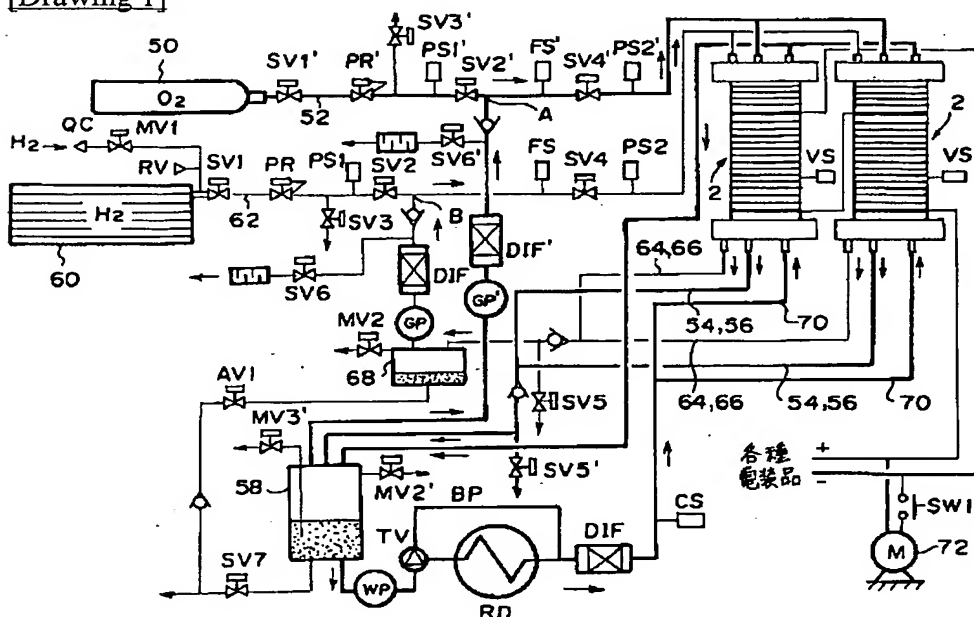 [Drawing 1]
SV3'
50
SV1'
PR'
PS1'
SV2'
FS'
SV4'
PS2'
O2
52
A
QC
MV1
H2
SV6'
2
2
RV
SV1
PR
PS1
SV2
FS
SV4
PS2
VS
VS
H2
62
SV3
B
60
DIF
DIF'
64,66
SV6
GP
GP'
MV2
54,56
70
68
AV1
SV5
64,66
54,56
70
MV3'
58
MV2'
SV5'
各種
電装品
+
-
BP
CS
SW1
TV
DIF
SV7
WP
M
72
RD